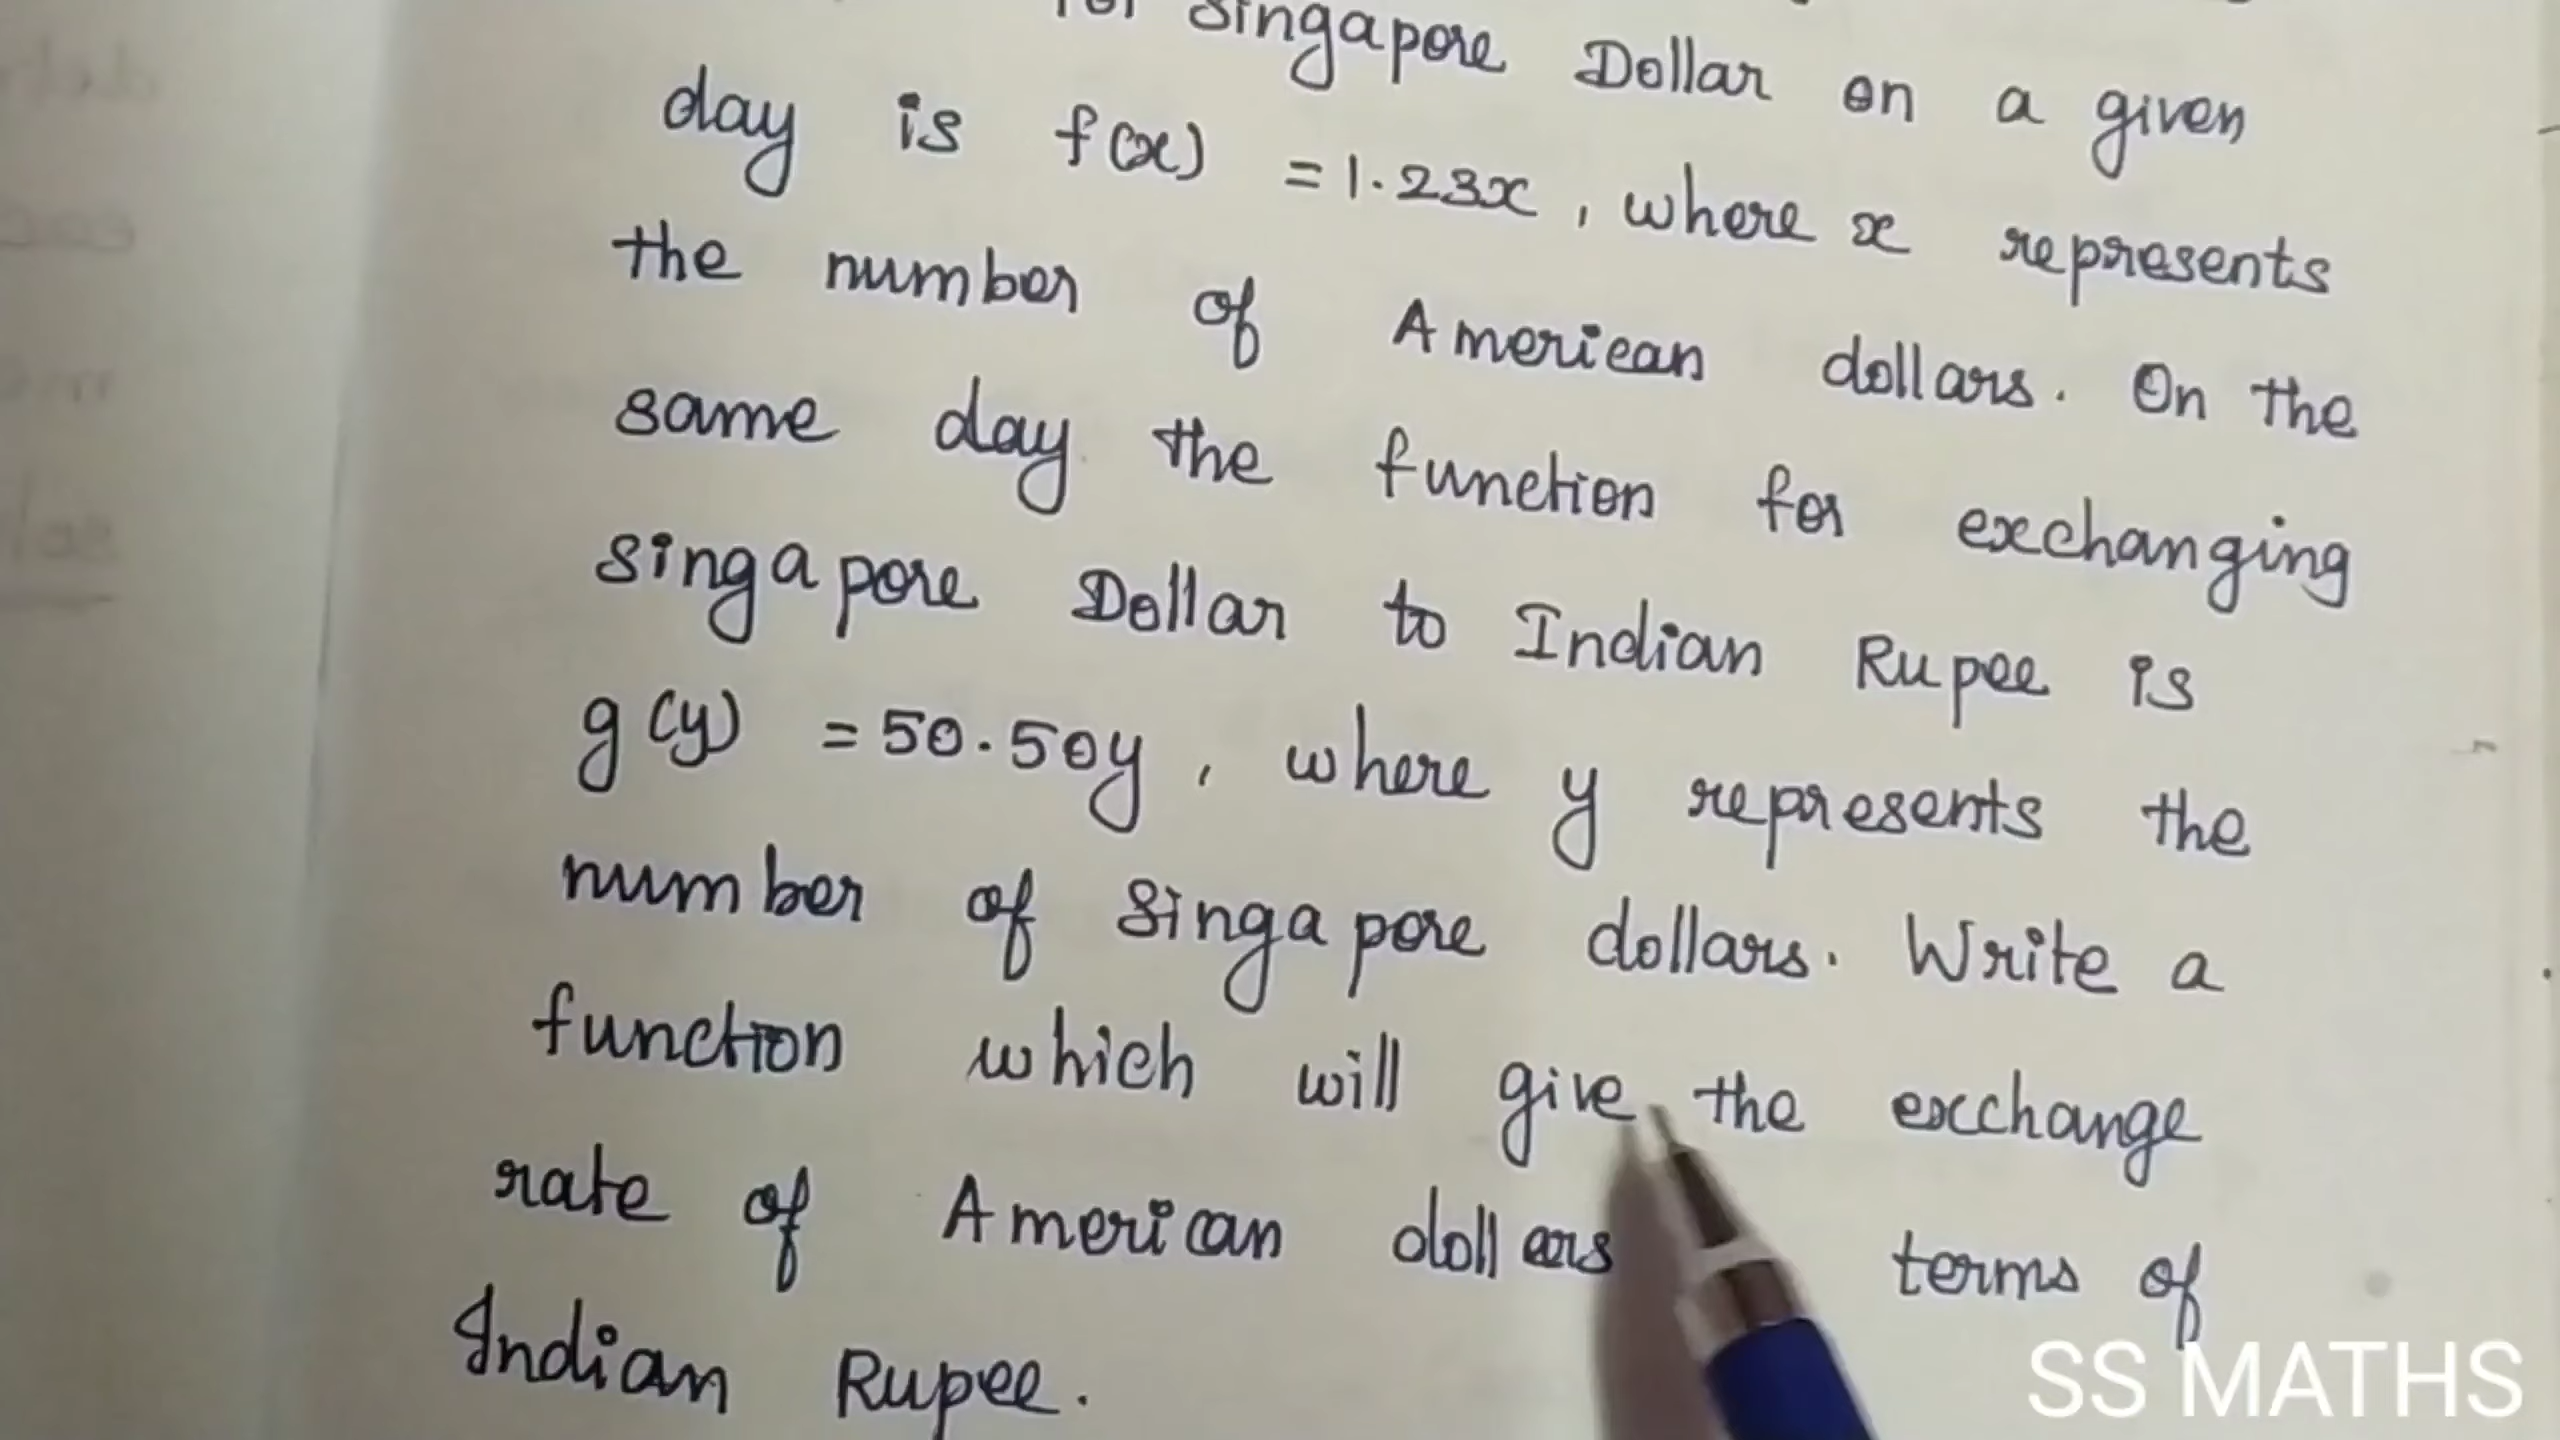 for Singapore Dollar on a given
day is f(x) = 1.23x, where x represents
the number of American dollars. On the
same day the function for exchanging
singapore Dollar to Indian Rupee is
g(y) = 50.50y, where y represents the
number of Singapore dollars. Write a
function which will give the exchange
rate of American dollars terms of
Indian Rupee.
SS MATHS